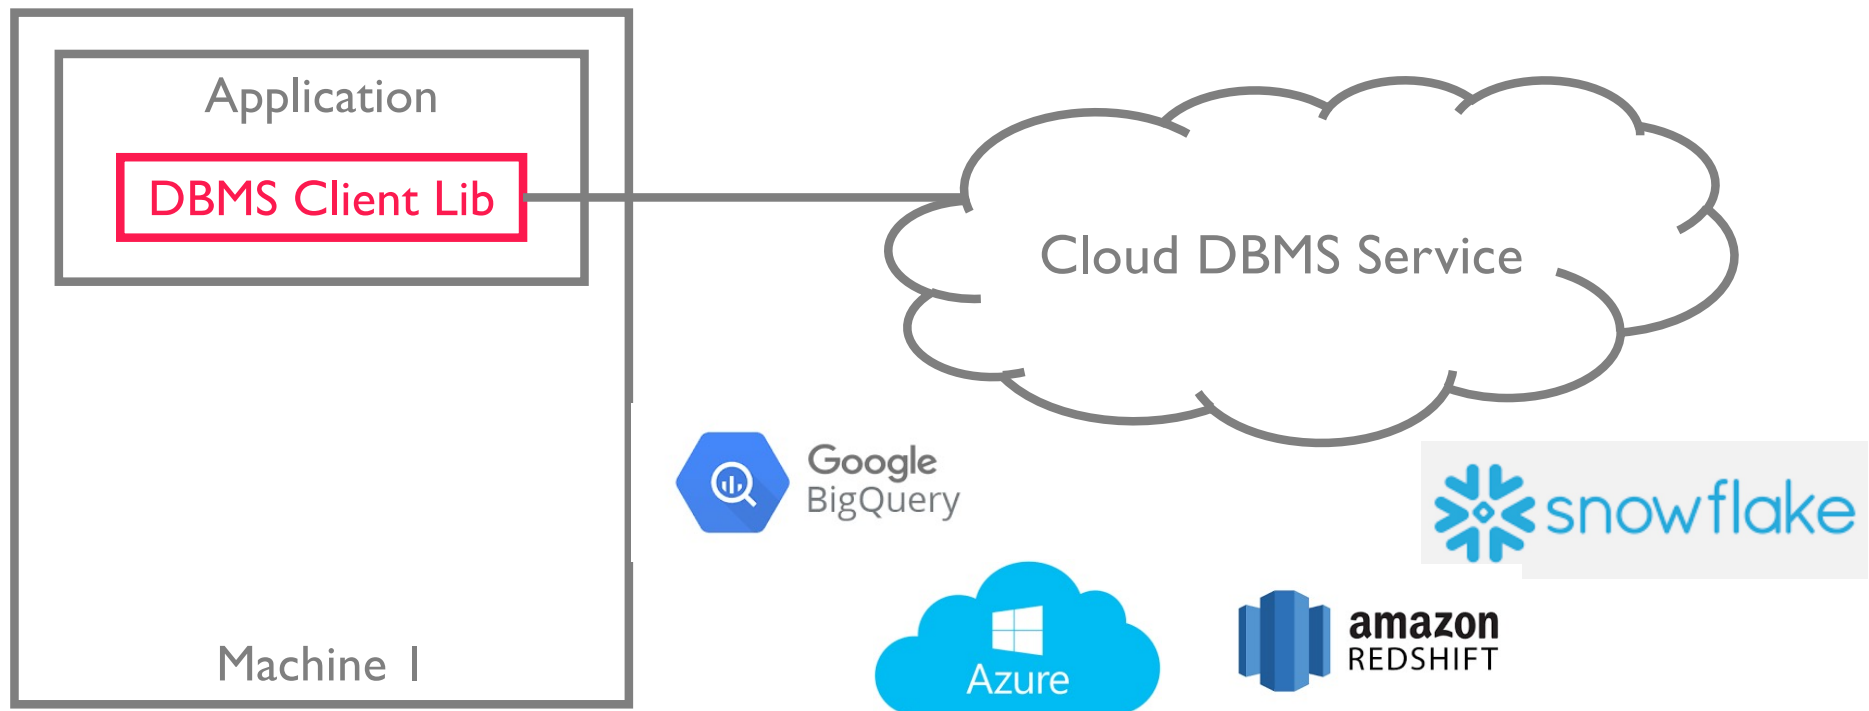 Application
DBMS Client Lib
Cloud DBMS Service
Google
BigQuery
snowflake
amazon
REDSHIFT
Azure
Machine 1